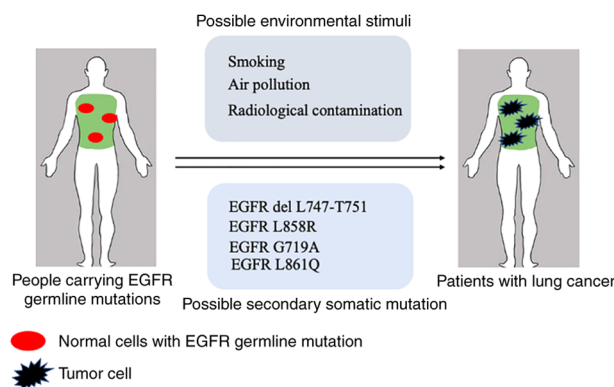 Possible environmental stimuli
Smoking
Air pollution
Radiological contamination
EGFR del L747-T751
EGFR L858R
EGFR G719A
EGFR L861Q
People carrying EGFR
germline mutations
Possible secondary somatic mutation
Patients with lung cancer
Normal cells with EGFR germline mutation
Tumor cell